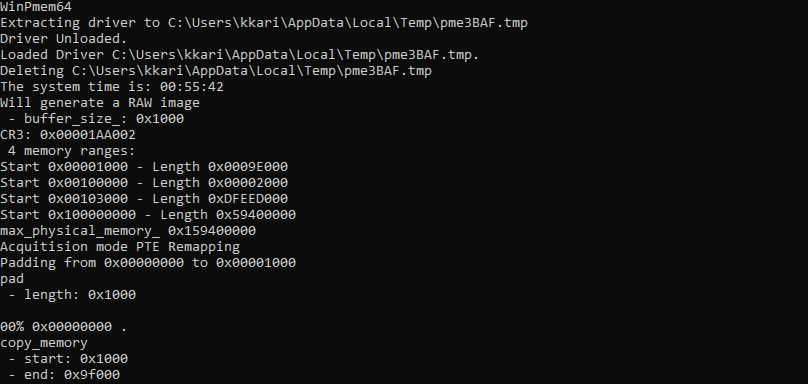 WinPmem64
Extracting driver to C:\Users\kkari\AppData\Local\Temp\pme3BAF.tmp
Driver Unloaded.
Loaded Driver C:\Users\kkari\AppData\Local\Temp\pme3BAF.tmp.
Deleting C:\Users\kkari\AppData\Local\Temp\pme3BAF.tmp
The system time is: 00:55:42
Will generate a RAW image
 - buffer_size_: 0x1000
CR3: 0x00001AA002
 4 memory ranges:
Start 0x00001000 - Length 0x0009E000
Start 0x00100000 - Length 0x00002000
Start 0x00103000 - Length 0xDFEED000
Start 0x100000000 - Length 0x59400000
max_physical_memory_ 0x159400000
Acquitision mode PTE Remapping
Padding from 0x00000000 to 0x00001000
pad
 - length: 0x1000
00% 0x00000000 .
copy_memory
 - start: 0x1000
 - end: 0x9f000